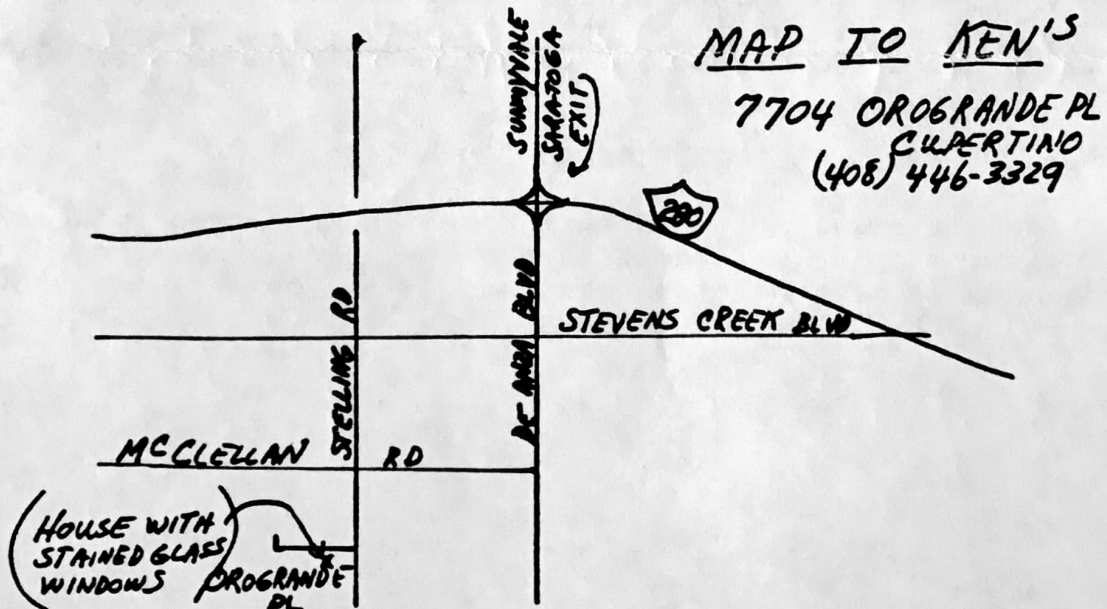 MAP TO KEN'S
7704 OROGRANDE PL
CUPERTINO
(408) 446-3329
SUNNYVALE
SARATOGA
EXIT
280
STELLING RD
DE ANZA BLVD
STEVENS CREEK BLVD
MCCLELLAN RD
(HOUSE WITH
STAINED GLASS
WINDOWS)
OROGRANDE
PL